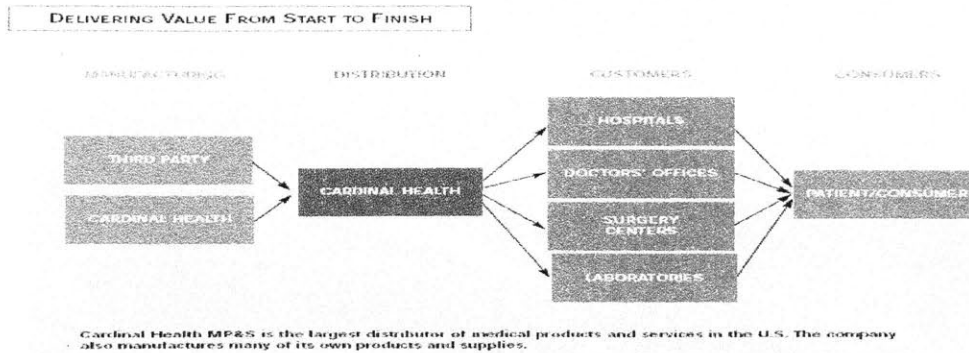 DELIVERING VALUE FROM START TO FINISH
MANUFACTURING
DISTRIBUTION
CUSTOMERS
CONSUMERS
THIRD PARTY
CARDINAL HEALTH
CARDINAL HEALTH
HOSPITALS
DOCTORS' OFFICES
SURGERY
CENTERS
LABORATORIES
PATIENT/CONSUMER
Cardinal Health MP&S is the largest distributor of medical products and services in the U.S. The company
also manufactures many of its own products and supplies.